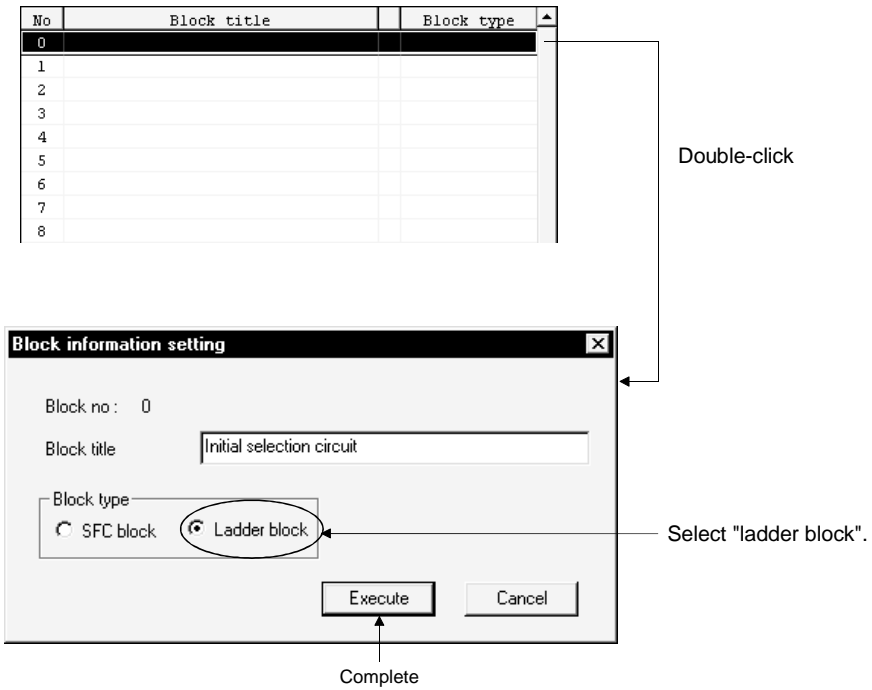 No Block title Block type
0
1
2
3
4
5
6
7
8
Double-click
Block information setting
Block no : 0
Block title Initial selection circuit
Block type
SFC block Ladder block
Select "ladder block".
Execute Cancel
Complete